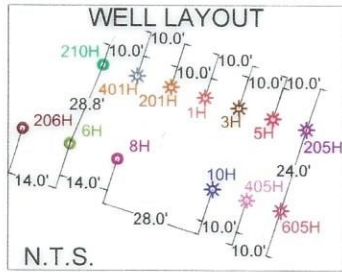 WELL LAYOUT
210H 10.0' 10.0'
401H 10.0' 10.0'
201H 10.0' 10.0'
28.8' 1H
206H 6H 3H 5H 205H
8H
14.0' 14.0' 10H 24.0'
28.0' 405H
10.0' 605H
10.0'
N.T.S.